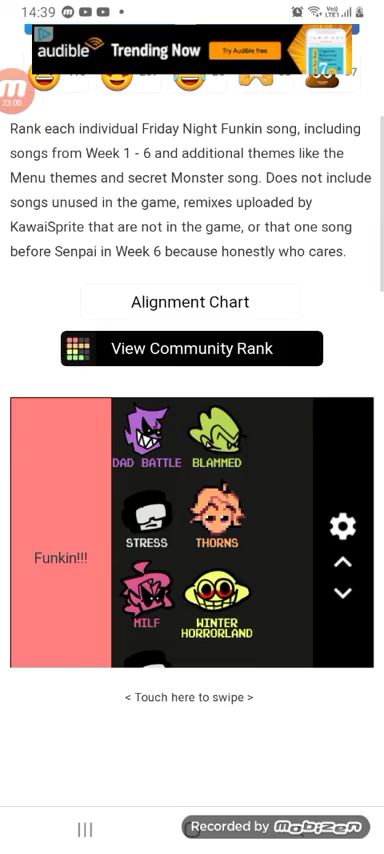 14:39
Vo))
LTE1
audible
Trending Now
Try Audible free
23:00
Rank each individual Friday Night Funkin song, including
songs from Week 1 - 6 and additional themes like the
Menu themes and secret Monster song. Does not include
songs unused in the game, remixes uploaded by
KawaiSprite that are not in the game, or that one song
before Senpai in Week 6 because honestly who cares.
Alignment Chart
View Community Rank
DAD BATTLE BLAMMED
STRESS THORNS
Funkin!!!
MILF WINTER
HORRORLAND
< Touch here to swipe >
Recorded by mobizen